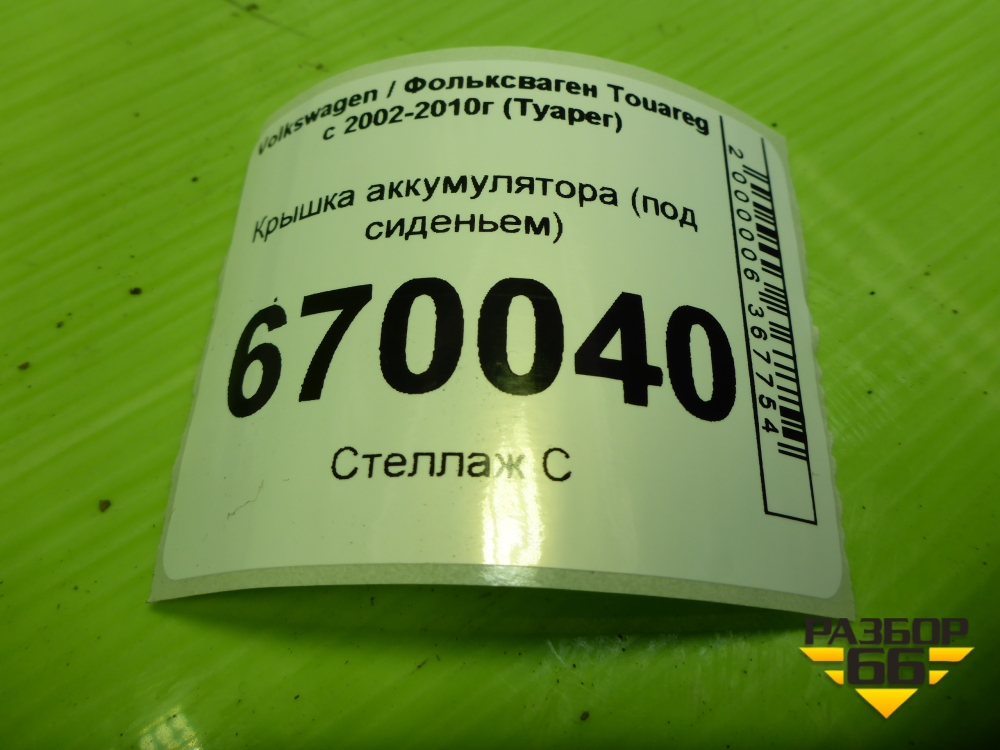 Volkswagen / Фольксваген Touareg
с 2002-2010г (Туарег)
Крышка аккумулятора (под
сиденьем)
670040
Стеллаж С
2000006367754
РАЗБОР
66